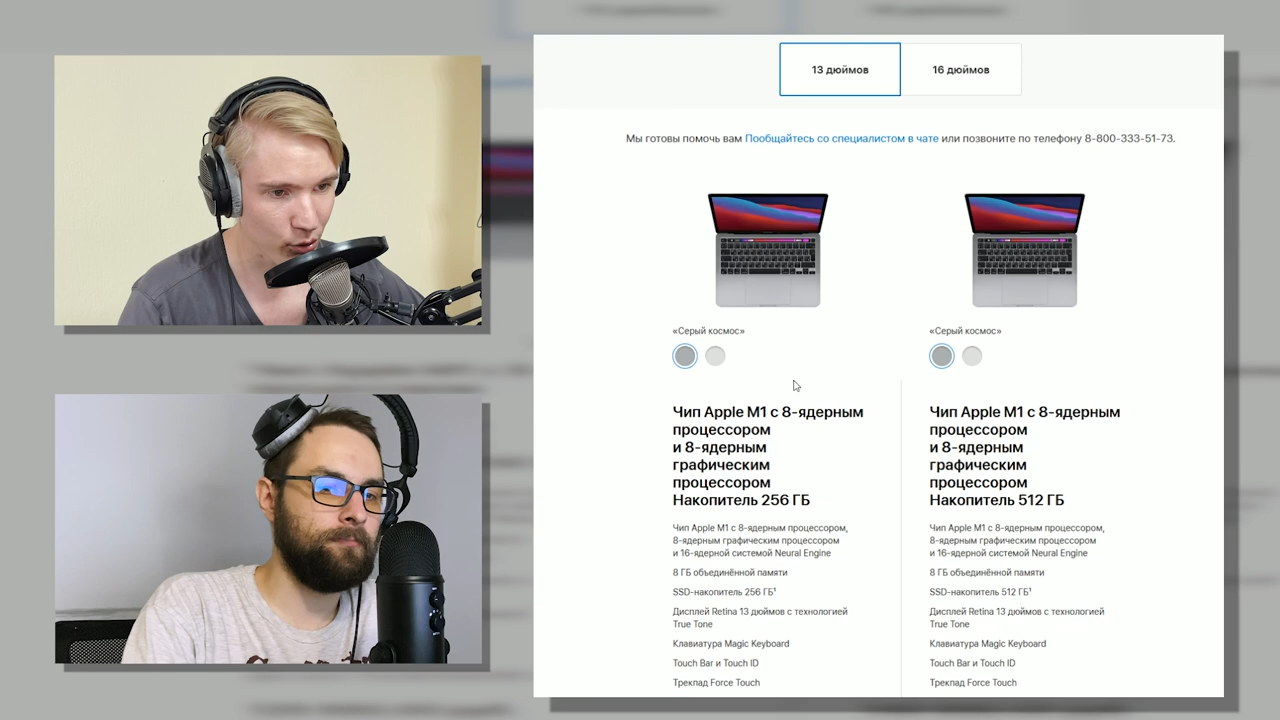 13 дюймов
16 дюймов
Мы готовы помочь вам Пообщайтесь со специалистом в чате или позвоните по телефону 8-800-333-51-73.
«Серый космос»
Чип Apple M1 с 8-ядерным
процессором
и 8-ядерным
графическим
процессором
Накопитель 256 ГБ
Чип Apple M1 с 8-ядерным процессором,
8-ядерным графическим процессором
и 16-ядерной системой Neural Engine
8 ГБ объединённой памяти
SSD-накопитель 256 ГБ¹
Дисплей Retina 13 дюймов с технологией
True Tone
Клавиатура Magic Keyboard
Touch Bar и Touch ID
Трекпад Force Touch
«Серый космос»
Чип Apple M1 с 8-ядерным
процессором
и 8-ядерным
графическим
процессором
Накопитель 512 ГБ
Чип Apple M1 с 8-ядерным процессором,
8-ядерным графическим процессором
и 16-ядерной системой Neural Engine
8 ГБ объединённой памяти
SSD-накопитель 512 ГБ¹
Дисплей Retina 13 дюймов с технологией
True Tone
Клавиатура Magic Keyboard
Touch Bar и Touch ID
Трекпад Force Touch